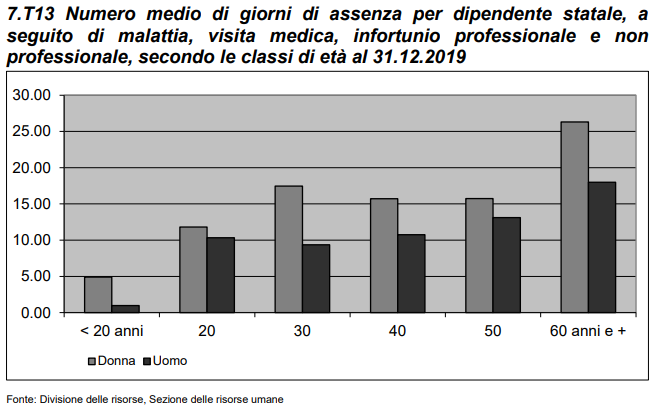 7.T13 Numero medio di giorni di assenza per dipendente statale, a
seguito di malattia, visita medica, infortunio professionale e non
professionale, secondo le classi di età al 31.12.2019
30.00
25.00
20.00
15.00
10.00
5.00
0.00
< 20 anni 20 30 40 50 60 anni e +
Donna Uomo
Fonte: Divisione delle risorse, Sezione delle risorse umane